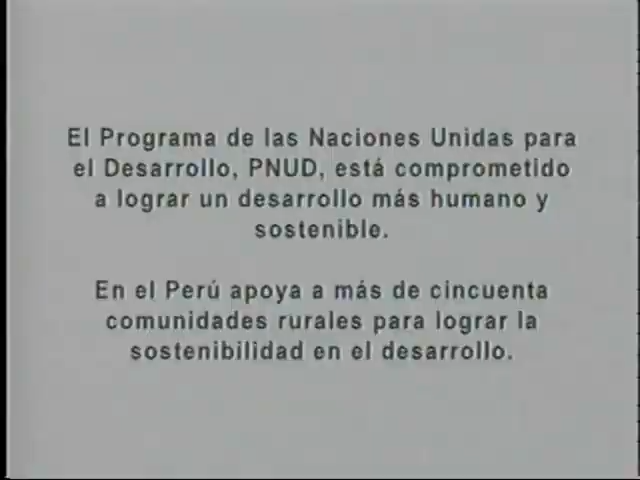 El Programa de las Naciones Unidas para
el Desarrollo, PNUD, está comprometido
a lograr un desarrollo más humano y
sostenible.
En el Perú apoya a más de cincuenta
comunidades rurales para lograr la
sostenibilidad en el desarrollo.